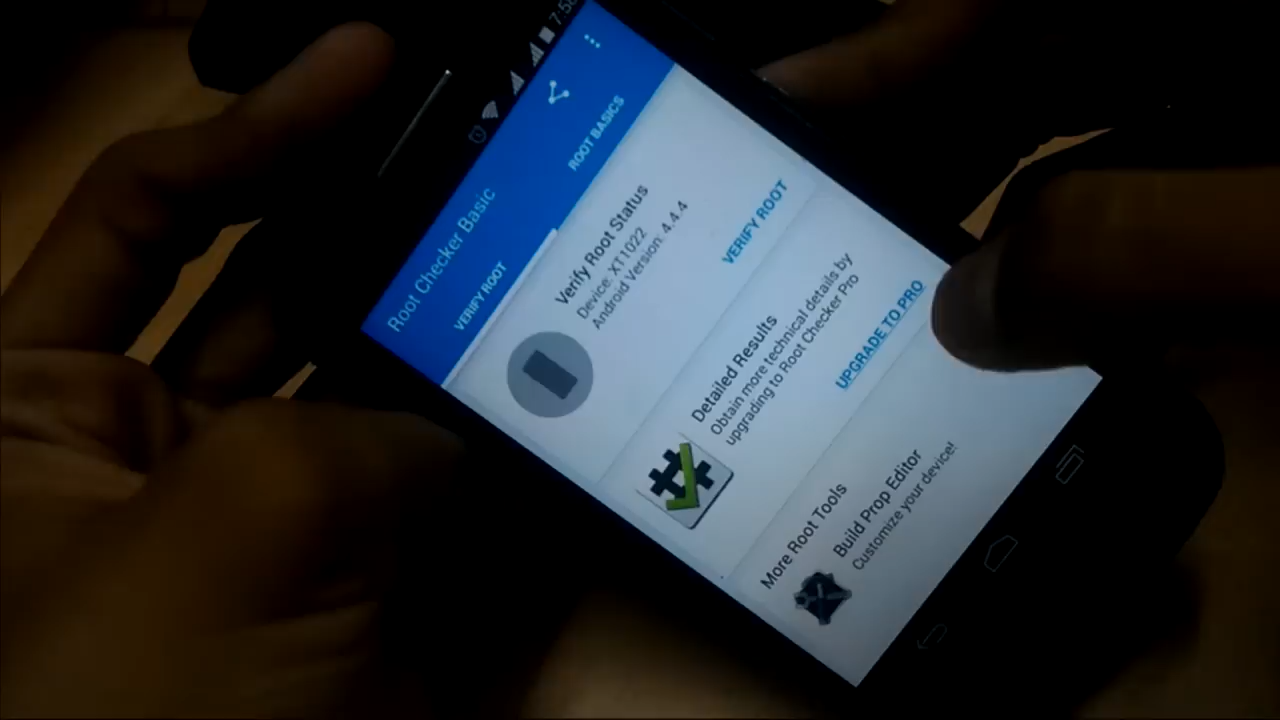 7:58
Root Checker Basic
VERIFY ROOT
ROOT BASICS
Verify Root Status
Device: XT1022
Android Version: 4.4.4
VERIFY ROOT
Detailed Results
Obtain more technical details by
upgrading to Root Checker Pro
UPGRADE TO PRO
More Root Tools
Build Prop Editor
Customize your device!